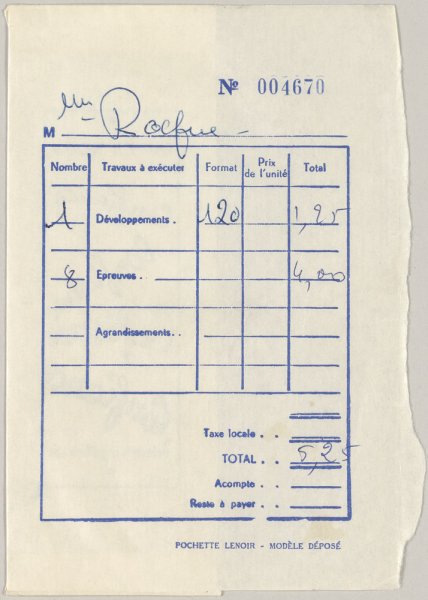 Nº 004670
M
Nombre Travaux à exécuter Format Prix de l'unité Total
1 Développements. 120 1,25
8 Epreuves.. 4,00
Agrandissements..
Taxe locale..
TOTAL.. 5,25
Acompte..
Reste à payer..
POCHETTE LENOIR - MODÈLE DÉPOSÉ